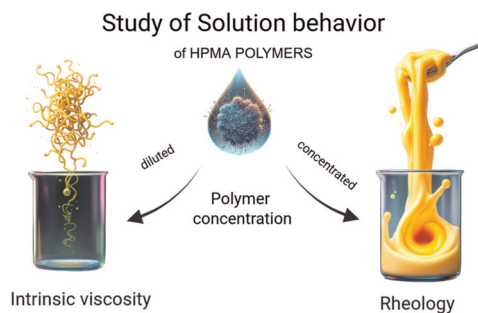 Study of Solution behavior
of HPMA POLYMERS
diluted
concentrated
Polymer
concentration
Intrinsic viscosity
Rheology